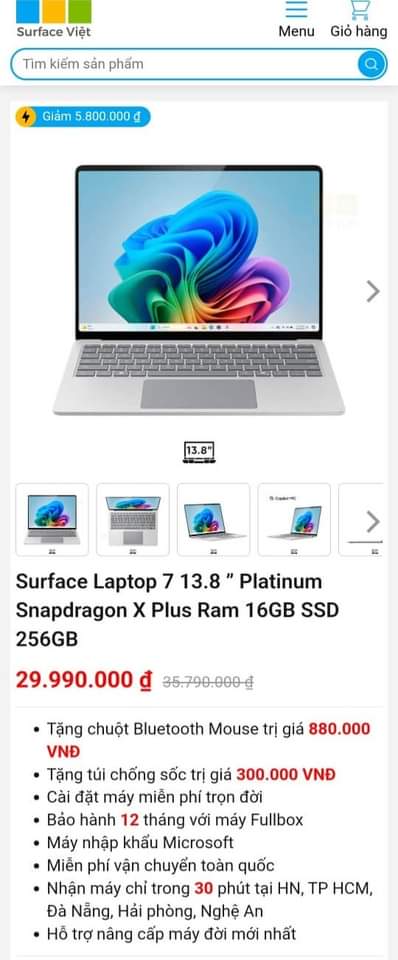 Surface Việt
Menu
Giỏ hàng
Tìm kiếm sản phẩm
Giảm 5.800.000 ₫
13.8"
Surface Laptop 7 13.8 ” Platinum
Snapdragon X Plus Ram 16GB SSD
256GB
29.990.000 ₫ 35.790.000 ₫
Tặng chuột Bluetooth Mouse trị giá 880.000
VNĐ
Tặng túi chống sốc trị giá 300.000 VNĐ
Cài đặt máy miễn phí trọn đời
Bảo hành 12 tháng với máy Fullbox
Máy nhập khẩu Microsoft
Miễn phí vận chuyển toàn quốc
Nhận máy chỉ trong 30 phút tại HN, TP HCM,
Đà Nẵng, Hải phòng, Nghệ An
Hỗ trợ nâng cấp máy đời mới nhất